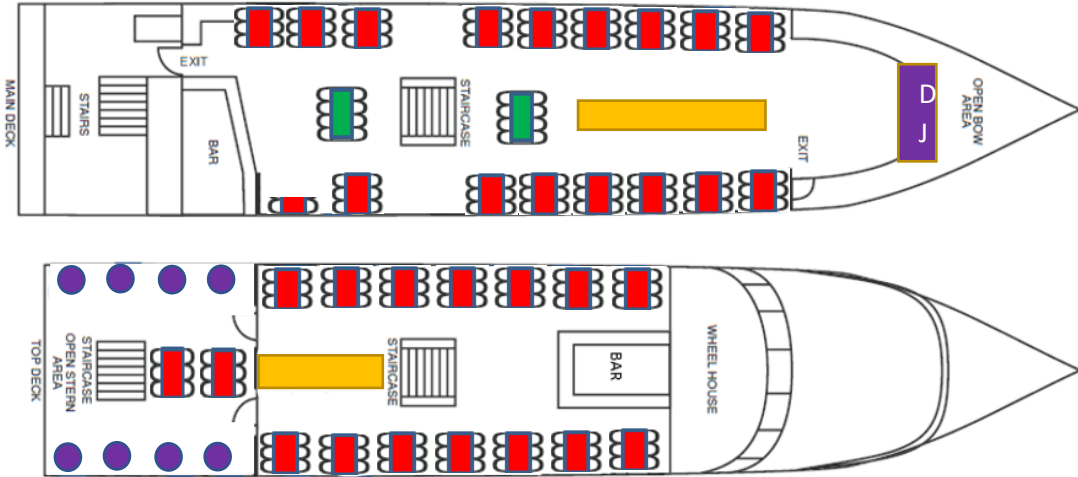 MAIN DECK
STAIRS
EXIT
BAR
STAIRCASE
EXIT
D
J
OPEN BOW
AREA
TOP DECK
STAIRCASE
OPEN STERN
AREA
STAIRCASE
BAR
WHEEL HOUSE